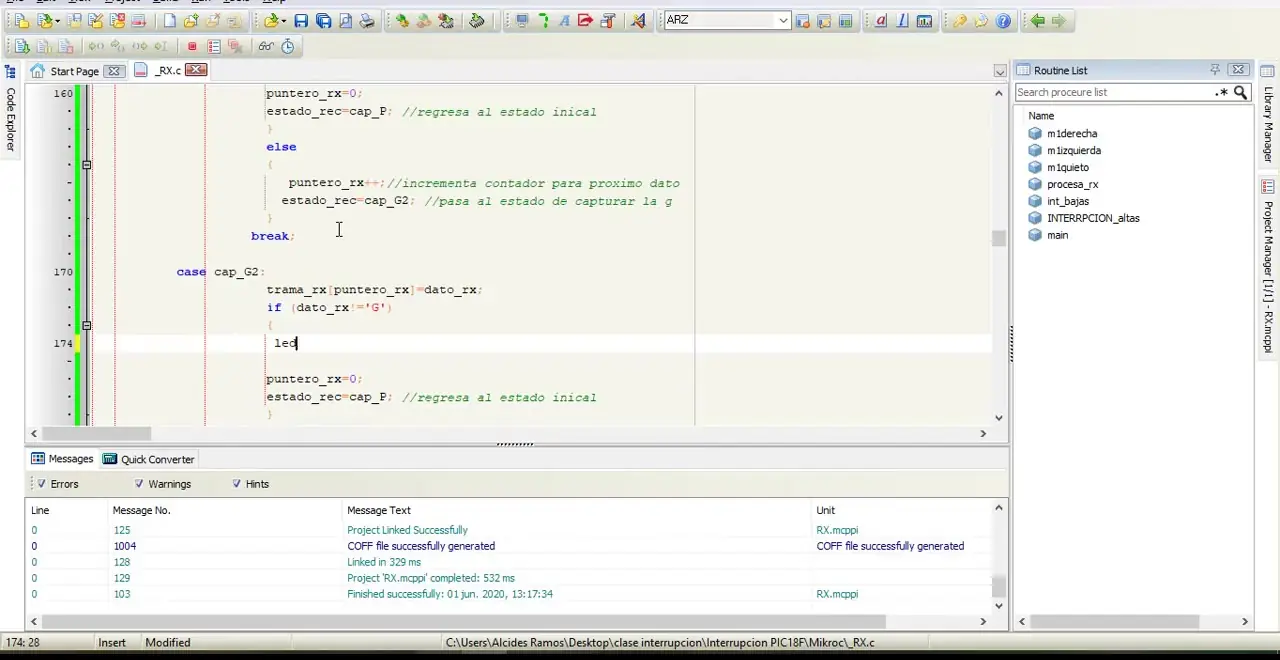 ARZ
Start Page
_RX.c
Code Explorer
160 puntero_rx=0;
estado_rec=cap_P; //regresa al estado inical
}
else
{
puntero_rx++;//incrementa contador para proximo dato
estado_rec=cap_G2; //pasa al estado de capturar la g
}
break;
170 case cap_G2:
trama_rx[puntero_rx]=dato_rx;
if (dato_rx!='G')
{
174 led
puntero_rx=0;
estado_rec=cap_P; //regresa al estado inical
}
Routine List
Search proceure list
.*
Name
m1derecha
m1izquierda
m1quieto
procesa_rx
int_bajas
INTERRPCION_altas
main
Library Manager
Project Manager [1/1] - RX.mcppi
Messages Quick Converter
Errors Warnings Hints
Line Message No. Message Text Unit
0 125 Project Linked Successfully RX.mcppi
0 1004 COFF file successfully generated COFF file successfully generated
0 128 Linked in 329 ms
0 129 Project 'RX.mcppi' completed: 532 ms
0 103 Finished successfully: 01 jun. 2020, 13:17:34 RX.mcppi
174: 28 Insert Modified C:\Users\Alcides Ramos\Desktop\clase interrupcion\Interrupcion PIC18F\Mikroc\_RX.c